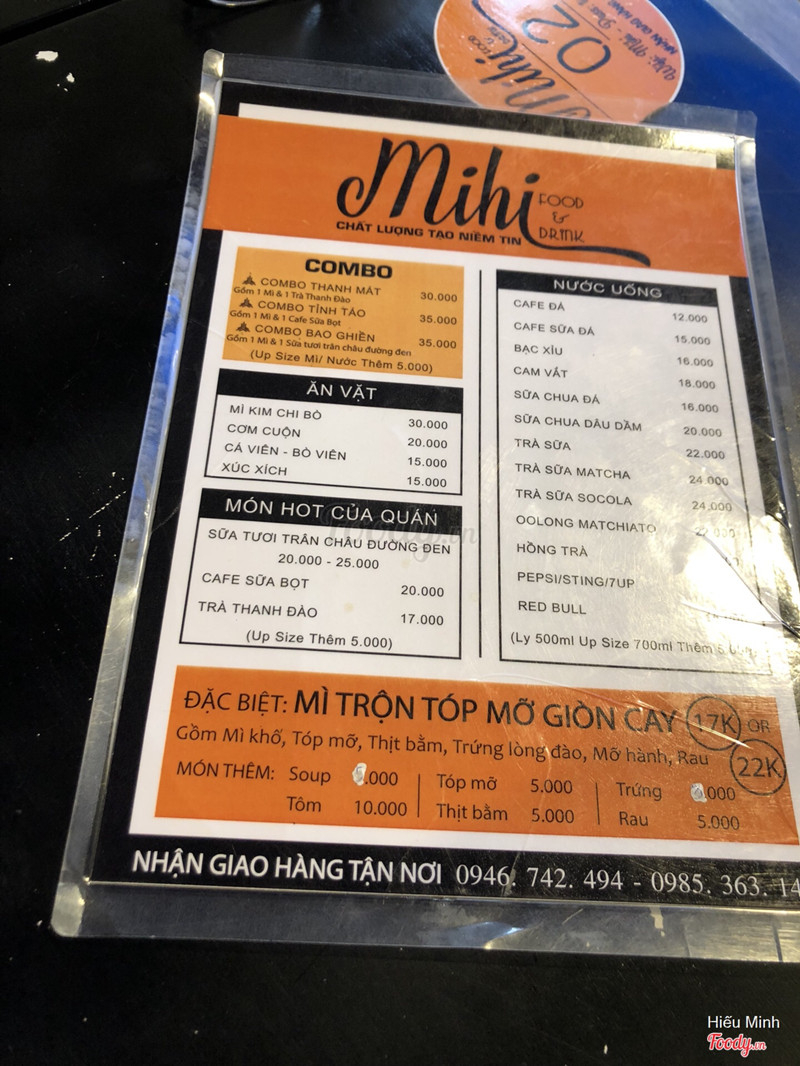 02
Mihi
Mihi FOOD & DRINK
CHẤT LƯỢNG TẠO NIỀM TIN
COMBO
COMBO THANH MÁT 30.000
Gồm 1 Mì & 1 Trà Thanh Đào
COMBO TỈNH TÁO 35.000
Gồm 1 Mì & 1 Cafe Sữa Bọt
COMBO BAO GHIỀN 35.000
Gồm 1 Mì & 1 Sữa tươi trân châu đường đen
(Up Size Mì/ Nước Thêm 5.000)
ĂN VẶT
MÌ KIM CHI BÒ 30.000
CƠM CUỘN 20.000
CÁ VIÊN - BÒ VIÊN 15.000
XÚC XÍCH 15.000
MÓN HOT CỦA QUÁN
SỮA TƯƠI TRÂN CHÂU ĐƯỜNG ĐEN
20.000 - 25.000
CAFE SỮA BỌT 20.000
TRÀ THANH ĐÀO 17.000
(Up Size Thêm 5.000)
NƯỚC UỐNG
CAFE ĐÁ 12.000
CAFE SỮA ĐÁ 15.000
BẠC XỈU 16.000
CAM VẮT 18.000
SỮA CHUA ĐÁ 16.000
SỮA CHUA DÂU DẦM 20.000
TRÀ SỮA 22.000
TRÀ SỮA MATCHA 24.000
TRÀ SỮA SOCOLA 24.000
OOLONG MATCHIATO
HỒNG TRÀ
PEPSI/STING/7UP
RED BULL
(Ly 500ml Up Size 700ml Thêm
ĐẶC BIỆT: MÌ TRỘN TÓP MỠ GIÒN CAY 17K OR
22K
Gồm Mì khô, Tóp mỡ, Thịt bằm, Trứng lòng đào, Mỡ hành, Rau
MÓN THÊM: Soup .000 Tóp mỡ 5.000 Trứng .000
Tôm 10.000 Thịt bằm 5.000 Rau 5.000
NHẬN GIAO HÀNG TẬN NƠI 0946. 742. 494 - 0985. 363. 14
Hiếu Minh
Foody.vn